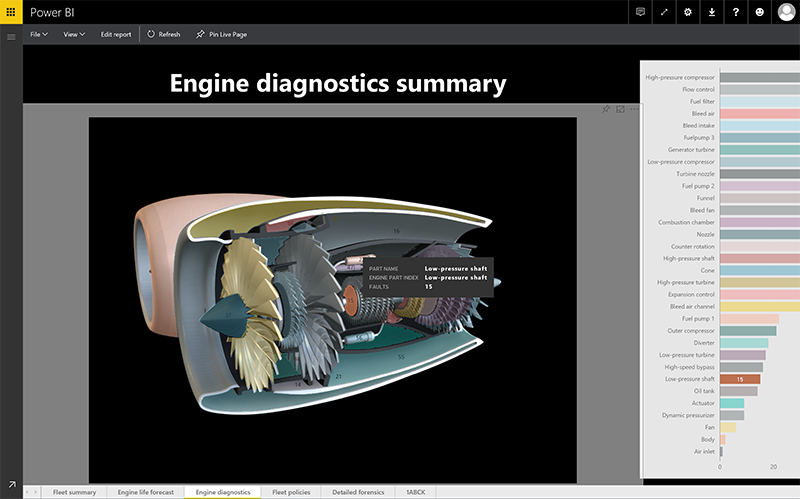 Power BI
File
View
Edit report
Refresh
Pin Live Page
Engine diagnostics summary
16
PART NAME Low-pressure shaft
ENGINE PART INDEX Low-pressure shaft
FAULTS 15
15
21
14
55
High-pressure compressor
Flow control
Fuel filter
Bleed air
Bleed intake
Fuelpump 3
Generator turbine
Low-pressure compressor
Turbine nozzle
Fuel pump 2
Funnel
Bleed fan
Combustion chamber
Nozzle
Counter rotation
High-pressure shaft
Cone
High-pressure turbine
Expansion control
Bleed air channel
Fuel pump 1
Outer compressor
Diverter
Low-pressure turbine
High-speed bypass
Low-pressure shaft 15
Oil tank
Actuator
Dynamic pressurizer
Fan
Body
Air inlet
0 20
Fleet summary
Engine life forecast
Engine diagnostics
Fleet policies
Detailed forensics
1ABCK